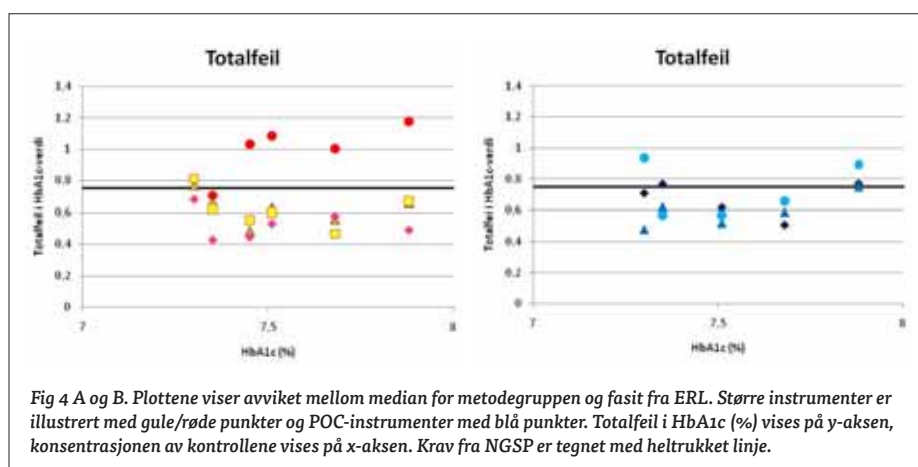 Totalfeil
1.4
1.2
1
0.8
0.6
0.4
0.2
0
Totalfeil i HbA1c-verdi
7
7,5
8
HbA1c (%)
Totalfeil
1.4
1.2
1
0.8
0.6
0.4
0.2
0
Totalfei i HbA1c-verdi
7
7,5
8
HbA1c (%)
Fig 4 A og B. Plottene viser avviket mellom median for metodegruppen og fasit fra ERL. Større instrumenter er
illustrert med gule/røde punkter og POC-instrumenter med blå punkter. Totalfeil i HbA1c (%) vises på y-aksen,
konsentrasjonen av kontrollene vises på x-aksen. Krav fra NGSP er tegnet med heltrukket linje.